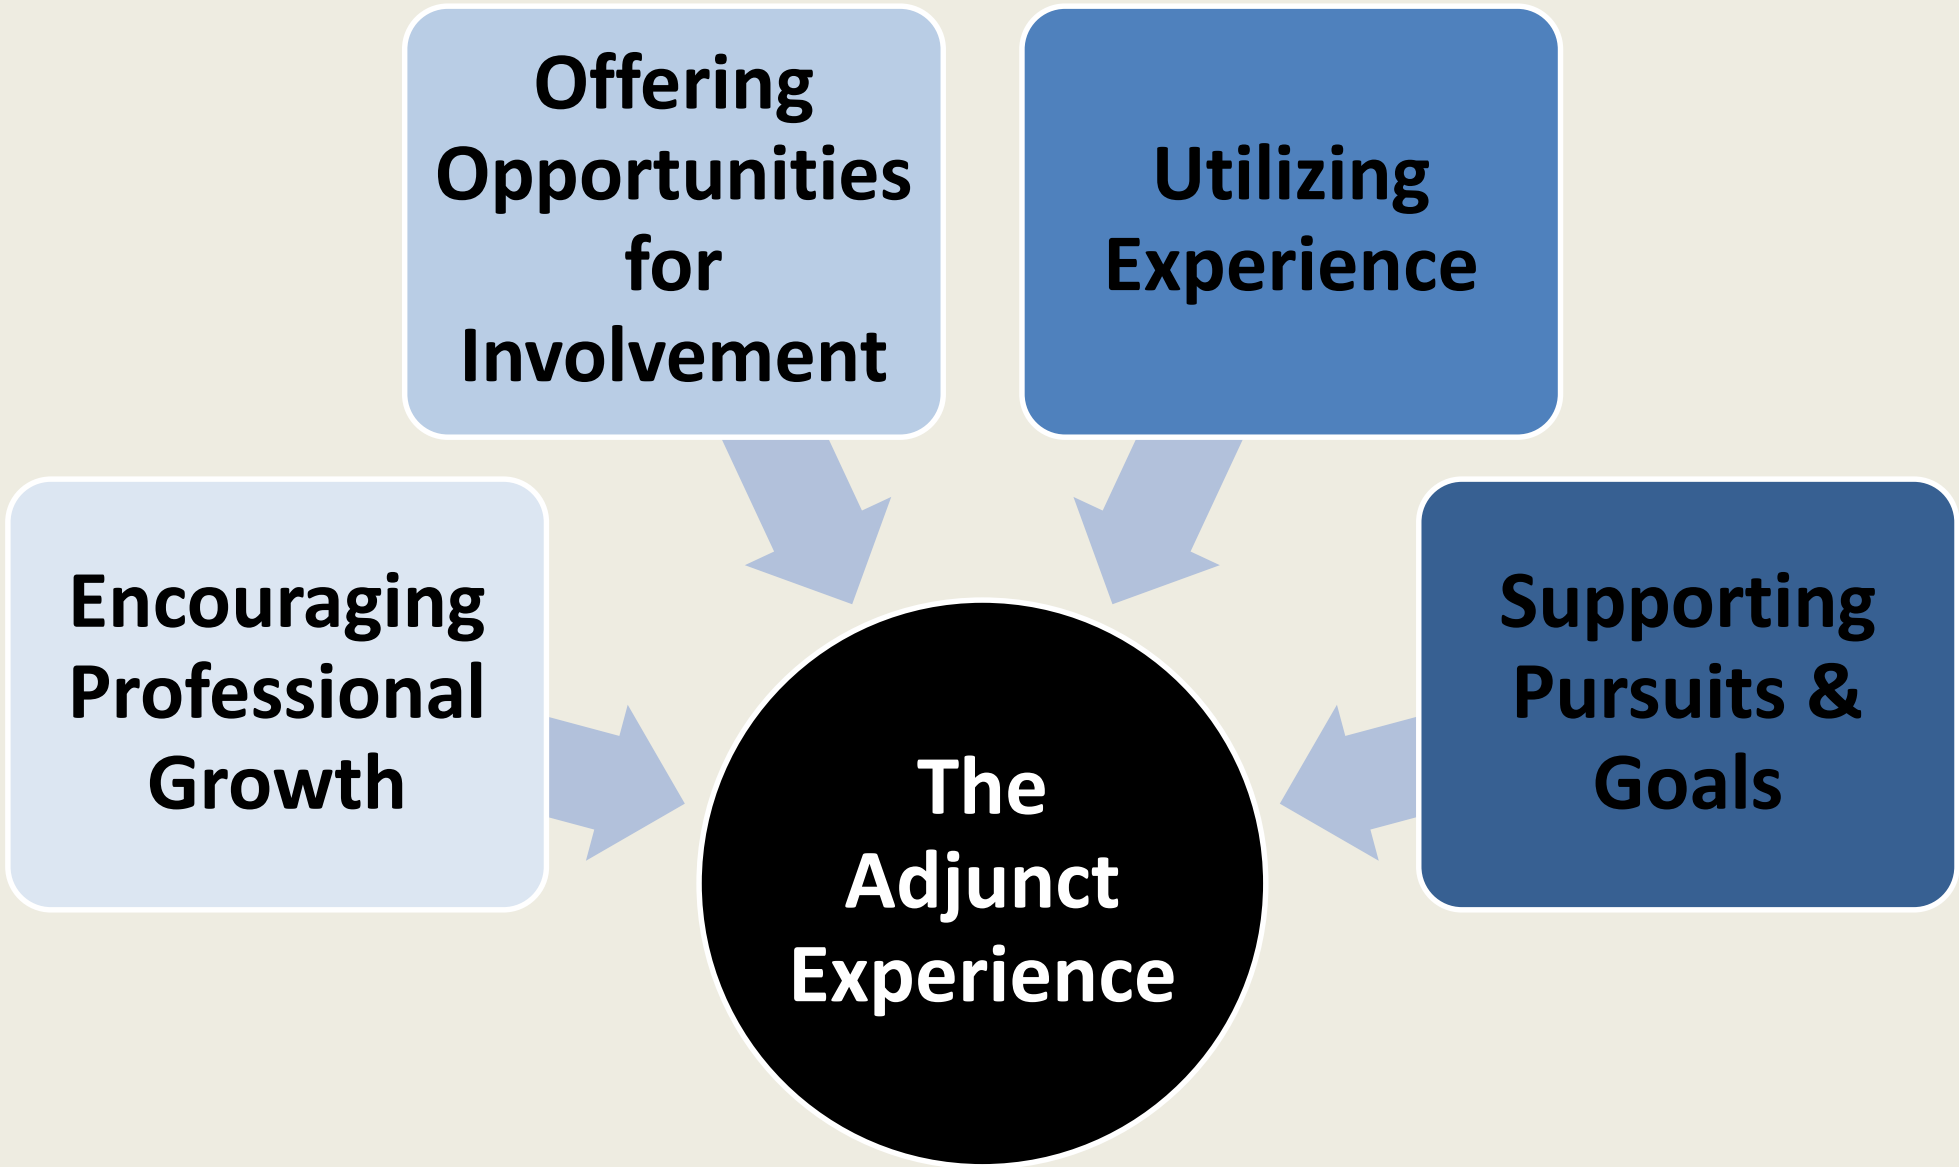 Offering
Opportunities
for
Involvement
Utilizing
Experience
Encouraging
Professional
Growth
Supporting
Pursuits &
Goals
The
Adjunct
Experience